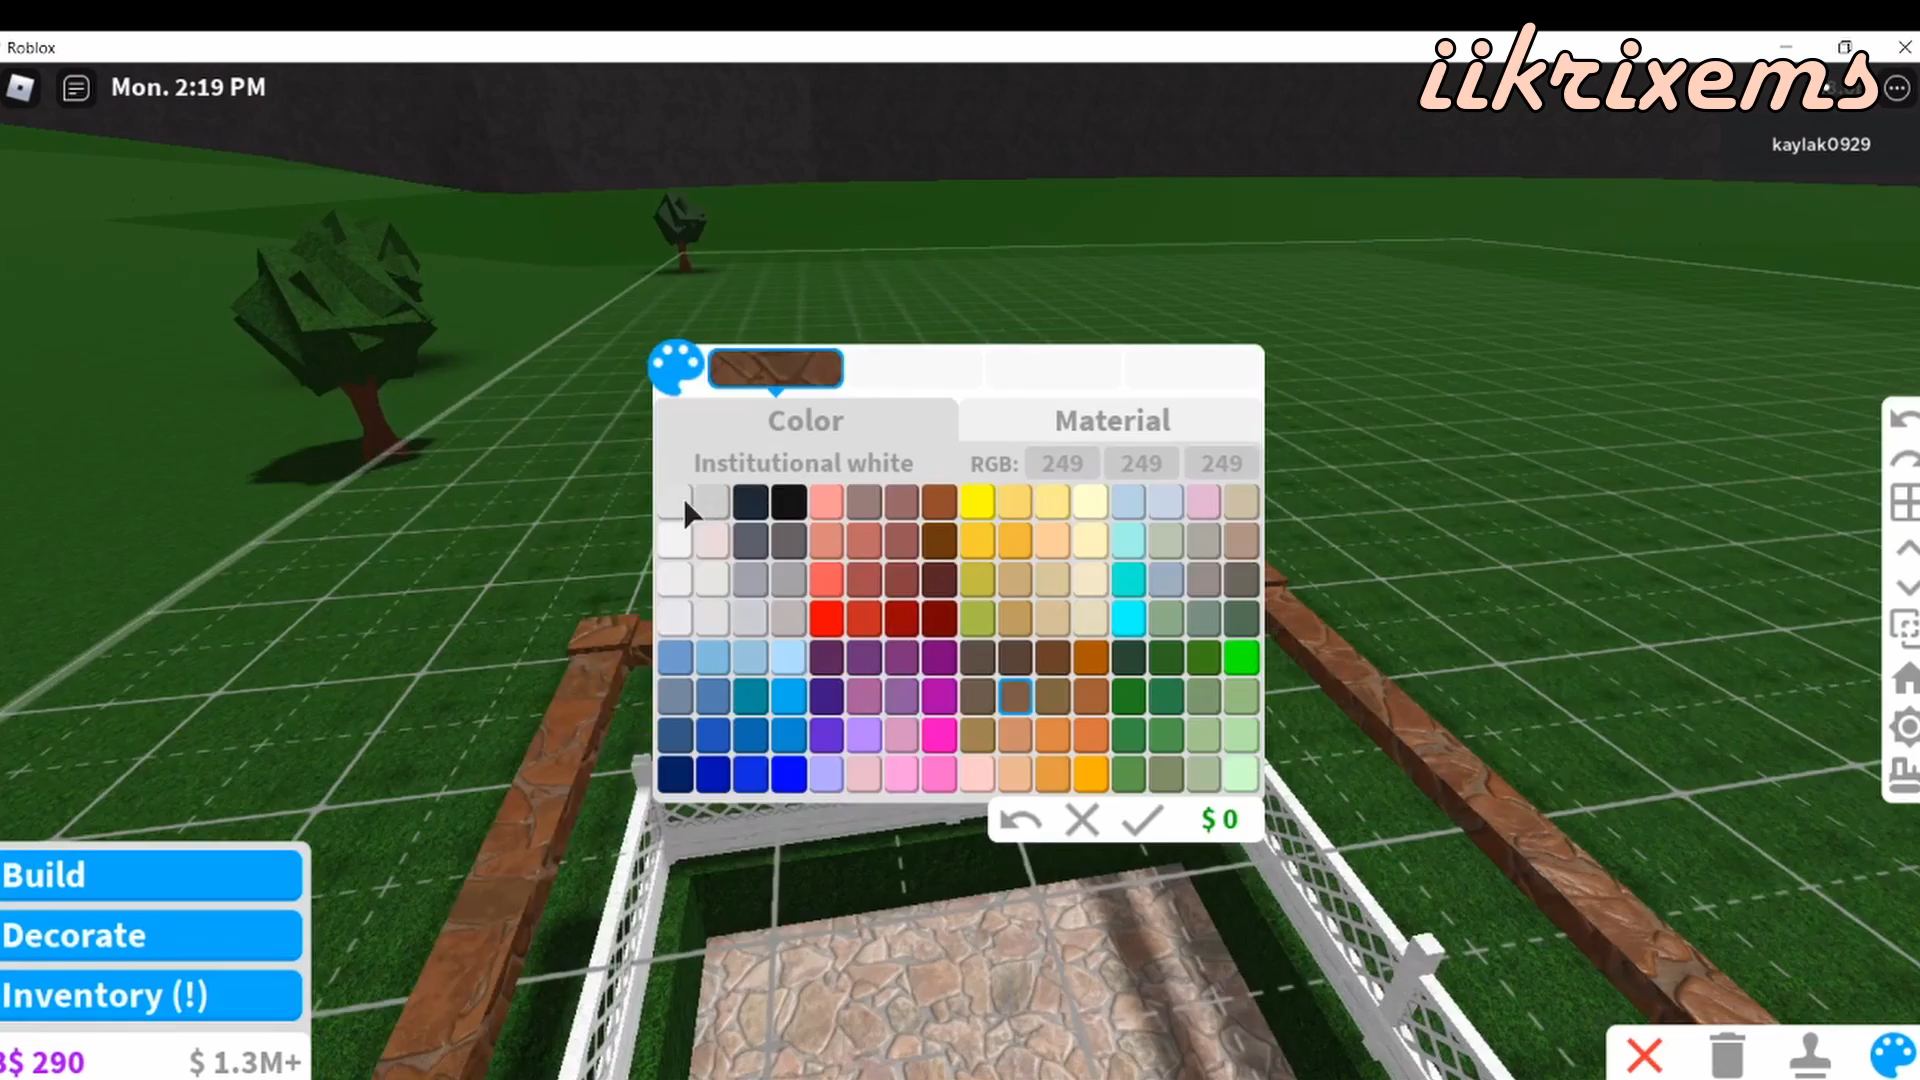 Roblox
iikrixems
Mon. 2:19 PM
kaylak0929
Color
Material
Institutional white
RGB: 249 249 249
$ 0
Build
Decorate
Inventory (!)
B$ 290
$ 1.3M+